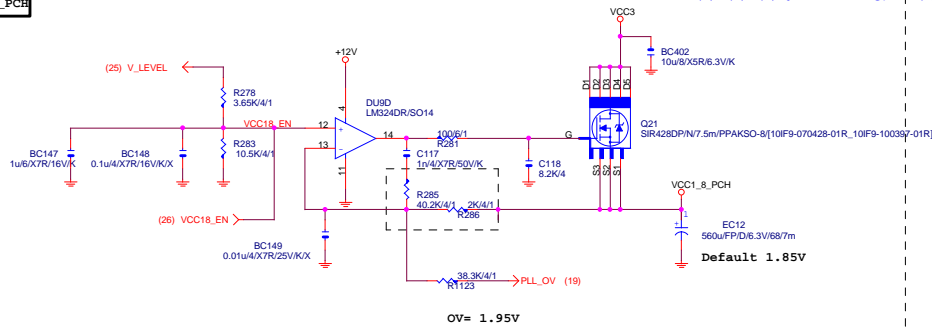 _PCH
VCC3
+12V
BC402
10u/8/X5R/6.3V/K
(25) V_LEVEL
R278
3.65K/4/1
DU9D
LM324DR/SO14
D1
D2
D3
D4
D5
4
VCC18_EN
12
+
14
13
-
11
100/6/1
R281
G
Q21
SIR428DP/N/7.5m/PPAKSO-8/[10IF9-070428-01R_10IF9-100397-01R]
S3
S2
S1
BC147
1u/6/X7R/16V/K
BC148
0.1u/4/X7R/16V/K/X
R283
10.5K/4/1
C117
1n/4/X7R/50V/K
C118
8.2K/4
R285
40.2K/4/1
2K/4/1
R286
VCC1_8_PCH
(26) VCC18_EN
1
+
EC12
560u/FP/D/6.3V/68/7m
BC149
0.01u/4/X7R/25V/K/X
Default 1.85V
38.3K/4/1
R1123
PLL_OV (19)
OV= 1.95V